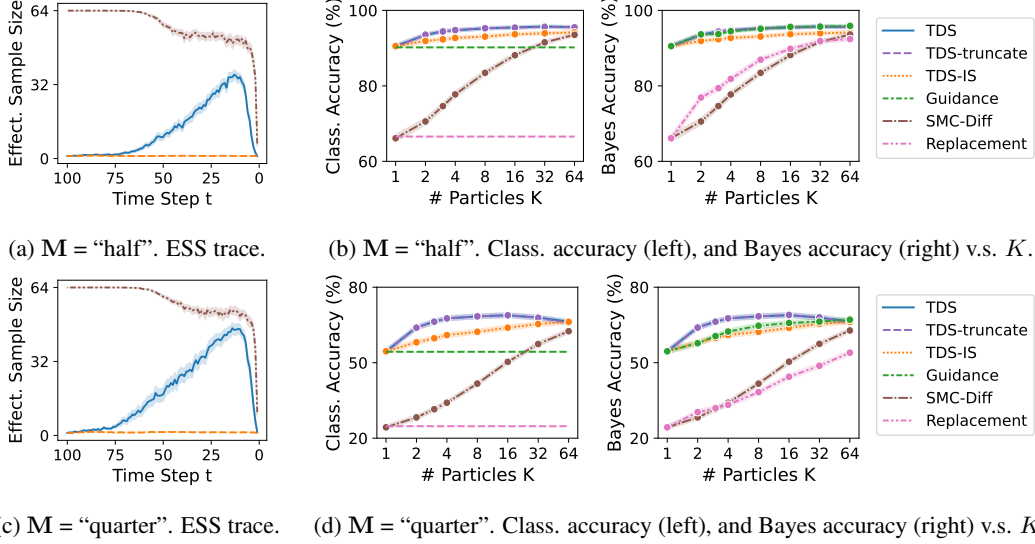 Effect. Sample Size
64
32
0
100
75
50
25
0
Time Step t
Class. Accuracy (%)
100
80
60
1
2
4
8
16
32
64
# Particles K
Bayes Accuracy (%)
100
80
60
1
2
4
8
16
32
64
# Particles K
TDS
TDS-truncate
TDS-IS
Guidance
SMC-Diff
Replacement
(a) M = “half”. ESS trace.
(b) M = “half”. Class. accuracy (left), and Bayes accuracy (right) v.s. K.
Effect. Sample Size
64
32
0
100
75
50
25
0
Time Step t
Class. Accuracy (%)
80
50
20
1
2
4
8
16
32
64
# Particles K
Bayes Accuracy (%)
80
50
20
1
2
4
8
16
32
64
# Particles K
TDS
TDS-truncate
TDS-IS
Guidance
SMC-Diff
Replacement
c) M = “quarter”. ESS trace.
(d) M = “quarter”. Class. accuracy (left), and Bayes accuracy (right) v.s. K